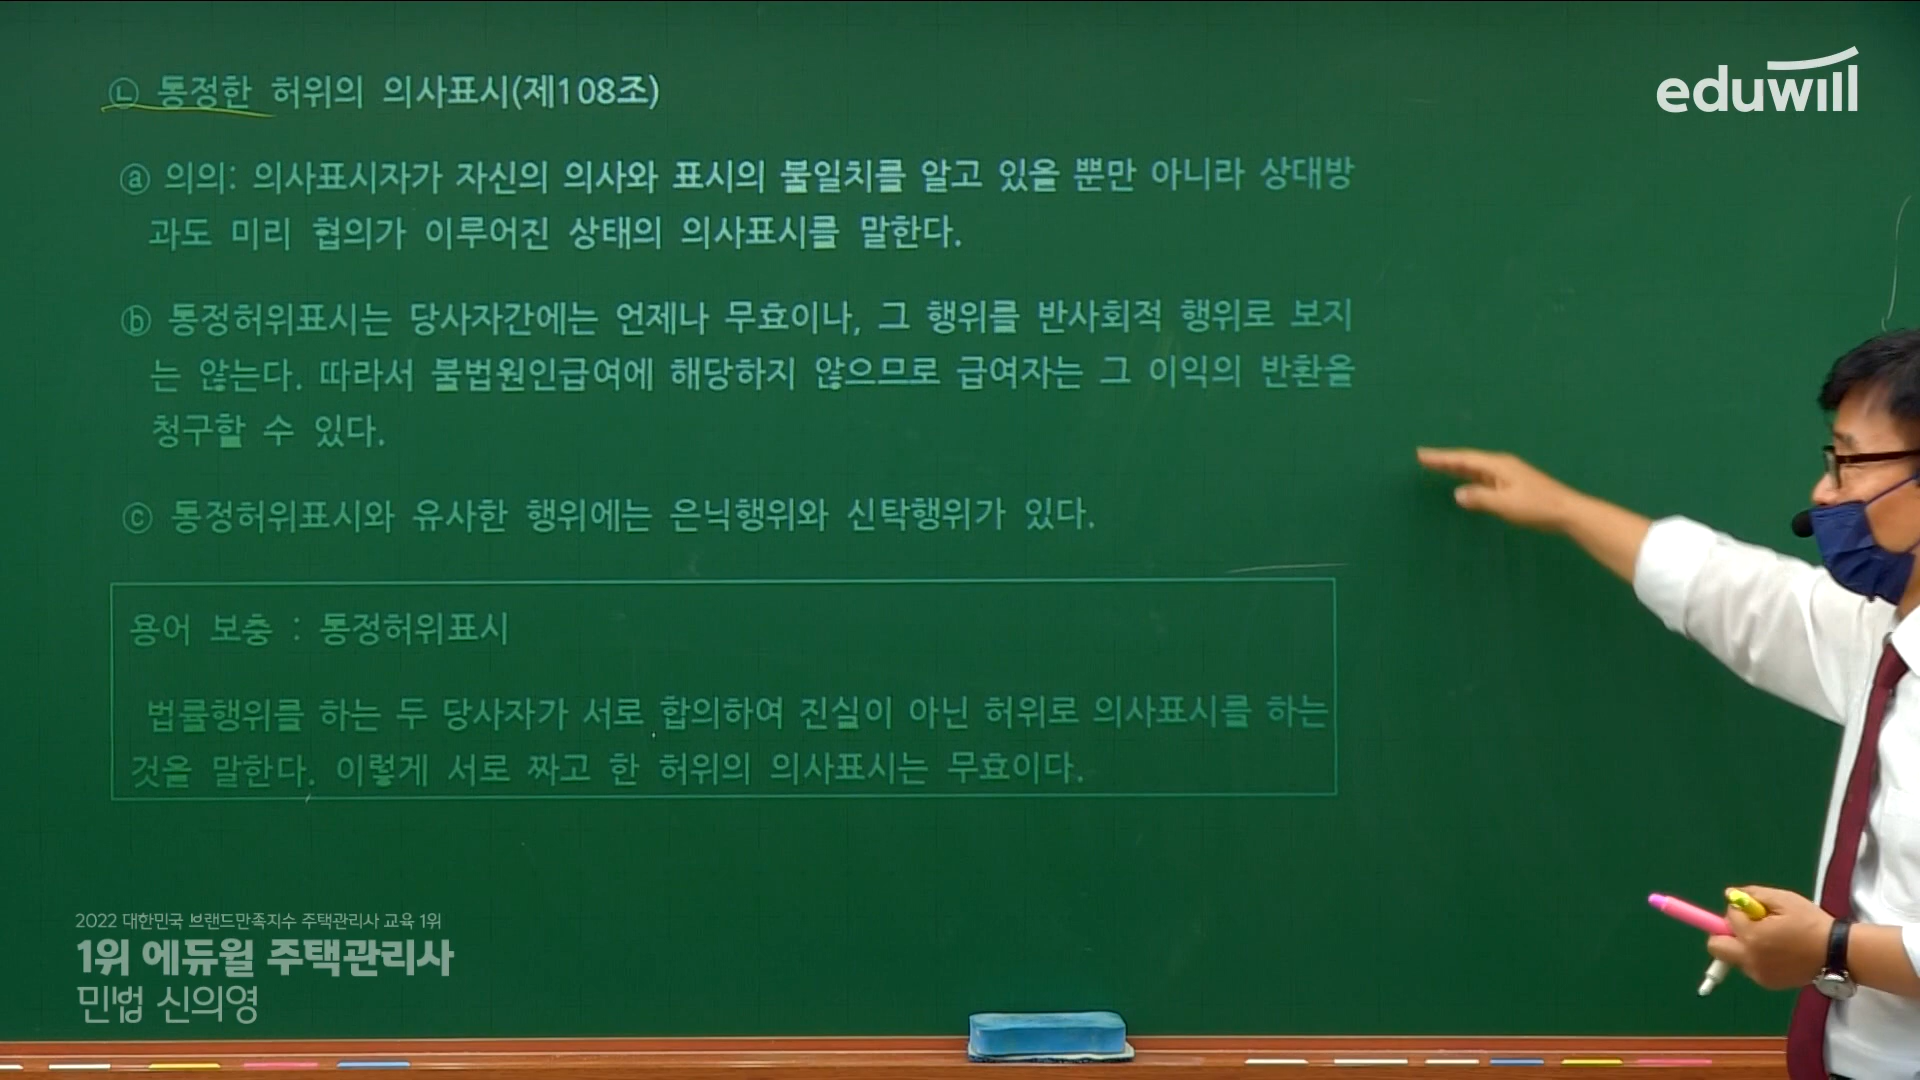 eduwill
㉡ 통정한 허위의 의사표시(제108조)
ⓐ 의의: 의사표시자가 자신의 의사와 표시의 불일치를 알고 있을 뿐만 아니라 상대방
과도 미리 협의가 이루어진 상태의 의사표시를 말한다.
ⓑ 통정허위표시는 당사자간에는 언제나 무효이나, 그 행위를 반사회적 행위로 보지
는 않는다. 따라서 불법원인급여에 해당하지 않으므로 급여자는 그 이익의 반환을
청구할 수 있다.
ⓒ 통정허위표시와 유사한 행위에는 은닉행위와 신탁행위가 있다.
용어 보충 : 통정허위표시
법률행위를 하는 두 당사자가 서로 합의하여 진실이 아닌 허위로 의사표시를 하는
것을 말한다. 이렇게 서로 짜고 한 허위의 의사표시는 무효이다.
2022 대한민국 브랜드만족지수 주택관리사 교육 1위
1위 에듀윌 주택관리사
민법 신의영